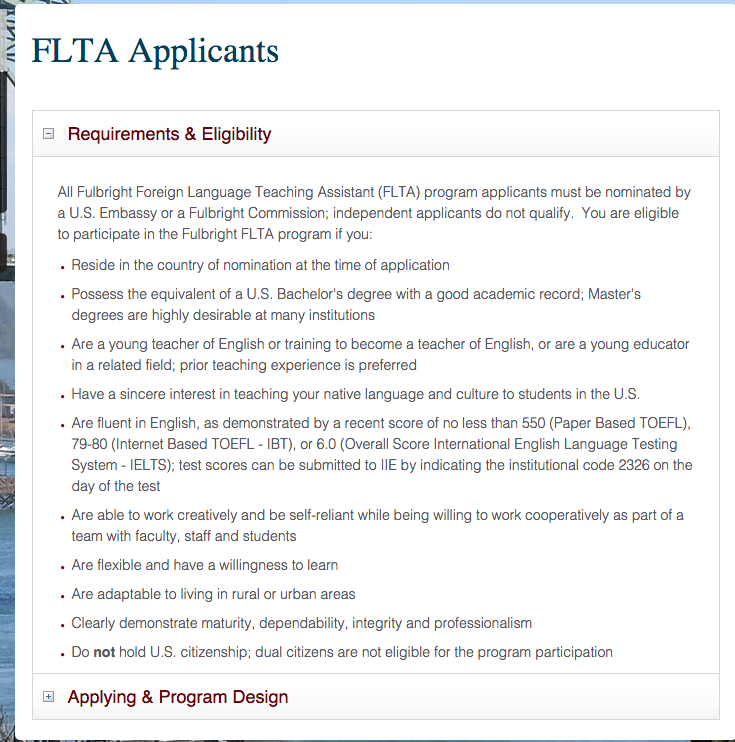 FLTA Applicants
Requirements & Eligibility
All Fulbright Foreign Language Teaching Assistant (FLTA) program applicants must be nominated by
a U.S. Embassy or a Fulbright Commission; independent applicants do not qualify.  You are eligible
to participate in the Fulbright FLTA program if you:
• Reside in the country of nomination at the time of application
• Possess the equivalent of a U.S. Bachelor's degree with a good academic record; Master's
degrees are highly desirable at many institutions
• Are a young teacher of English or training to become a teacher of English, or are a young educator
in a related field; prior teaching experience is preferred
• Have a sincere interest in teaching your native language and culture to students in the U.S.
• Are fluent in English, as demonstrated by a recent score of no less than 550 (Paper Based TOEFL),
79-80 (Internet Based TOEFL - IBT), or 6.0 (Overall Score International English Language Testing
System - IELTS); test scores can be submitted to IIE by indicating the institutional code 2326 on the
day of the test
• Are able to work creatively and be self-reliant while being willing to work cooperatively as part of a
team with faculty, staff and students
• Are flexible and have a willingness to learn
• Are adaptable to living in rural or urban areas
• Clearly demonstrate maturity, dependability, integrity and professionalism
• Do not hold U.S. citizenship; dual citizens are not eligible for the program participation
Applying & Program Design